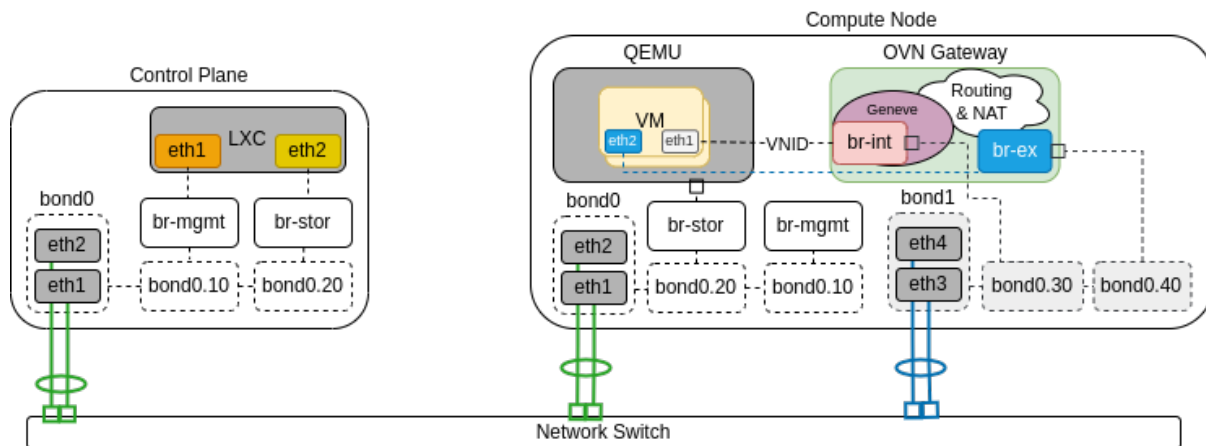 Compute Node
QEMU
OVN Gateway
Control Plane
Routing
& NAT
Geneve
LXC
eth1
eth2
VM
eth2
eth1
VNID
br-int
br-ex
bond0
br-mgmt
br-stor
bond0
br-stor
br-mgmt
bond1
eth2
eth1
bond0.10
bond0.20
eth2
eth1
bond0.20
bond0.10
eth4
eth3
bond0.30
bond0.40
Network Switch